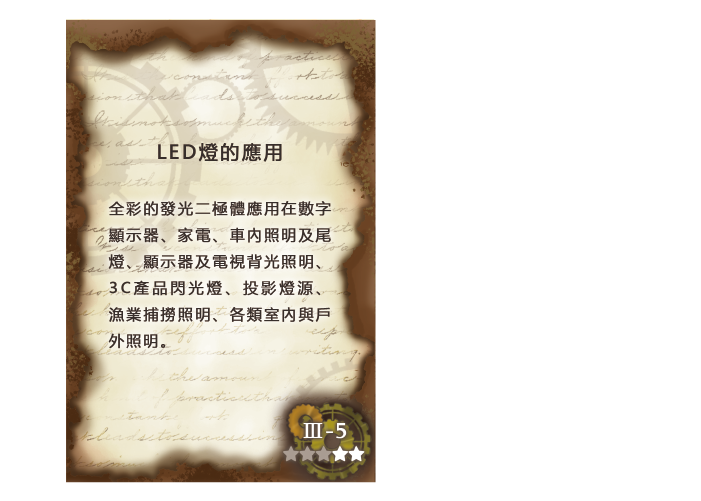 LED燈的應用
全彩的發光二極體應用在數字
顯示器、家電、車內照明及尾
燈、顯示器及電視背光照明、
3C產品閃光燈、投影燈源、
漁業捕撈照明、各類室內與戶
外照明。
Ⅲ-5